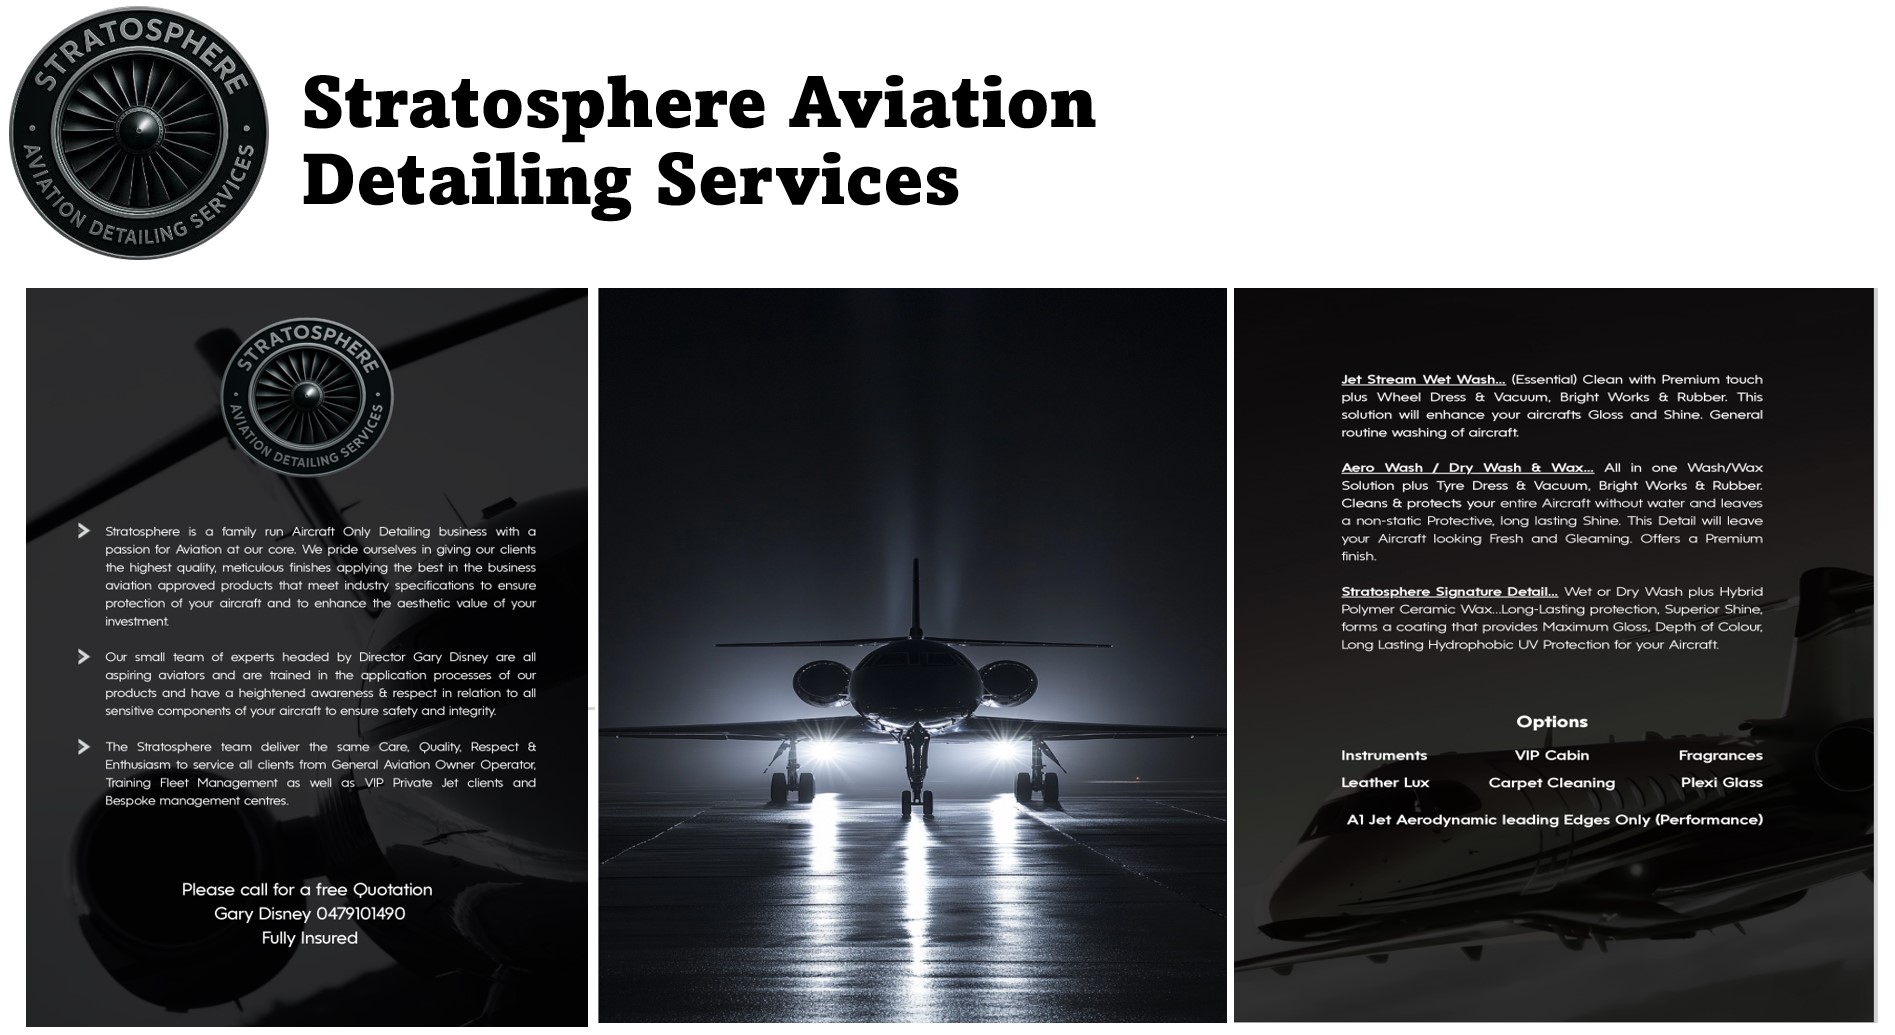 STRATOSPHERE
• AVIATION DETAILING SERVICES •
Stratosphere Aviation
Detailing Services
STRATOSPHERE
• AVIATION DETAILING SERVICES •
Stratosphere is a family run Aircraft Only Detailing business with a
passion for Aviation at our core. We pride ourselves in giving our clients
the highest quality, meticulous finishes applying the best in the business
aviation approved products that meet industry specifications to ensure
protection of your aircraft and to enhance the aesthetic value of your
investment.
Our small team of experts headed by Director Gary Disney are all
aspiring aviators and are trained in the application processes of our
products and have a heightened awareness & respect in relation to all
sensitive components of your aircraft to ensure safety and integrity.
The Stratosphere team deliver the same Care, Quality, Respect &
Enthusiasm to service all clients from General Aviation Owner Operator,
Training Fleet Management as well as VIP Private Jet clients and
Bespoke management centres.
Please call for a free Quotation
Gary Disney 0479101490
Fully Insured
Jet Stream Wet Wash... (Essential) Clean with Premium touch
plus Wheel Dress & Vacuum, Bright Works & Rubber. This
solution will enhance your aircrafts Gloss and Shine. General
routine washing of aircraft.
Aero Wash / Dry Wash & Wax... All in one Wash/Wax
Solution plus Tyre Dress & Vacuum, Bright Works & Rubber.
Cleans & protects your entire Aircraft without water and leaves
a non-static Protective, long lasting Shine. This Detail will leave
your Aircraft looking Fresh and Gleaming. Offers a Premium
finish.
Stratosphere Signature Detail... Wet or Dry Wash plus Hybrid
Polymer Ceramic Wax...Long-Lasting protection, Superior Shine,
forms a coating that provides Maximum Gloss, Depth of Colour,
Long Lasting Hydrophobic UV Protection for your Aircraft.
Options
Instruments VIP Cabin Fragrances
Leather Lux Carpet Cleaning Plexi Glass
A1 Jet Aerodynamic leading Edges Only (Performance)